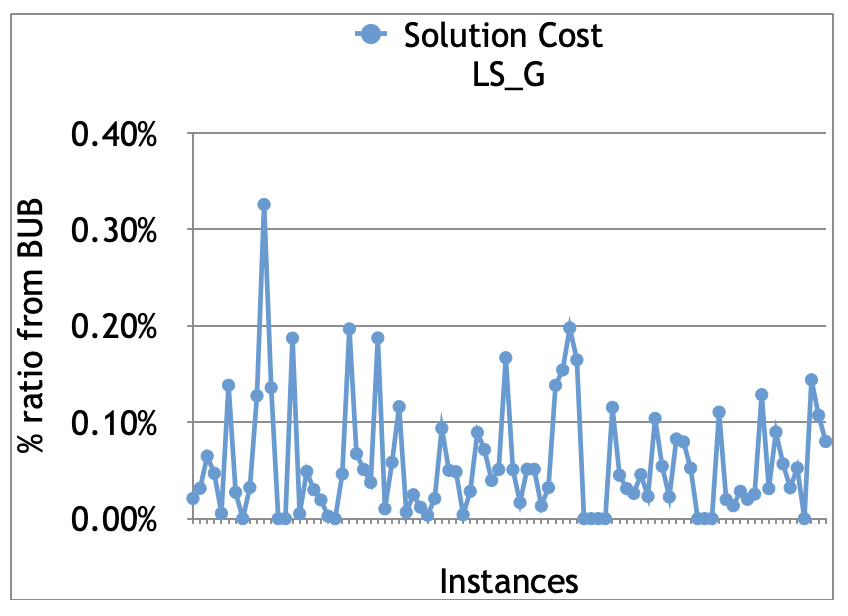 Solution Cost
LS_G
0.40%
0.30%
0.20%
0.10%
0.00%
% ratio from BUB
Instances